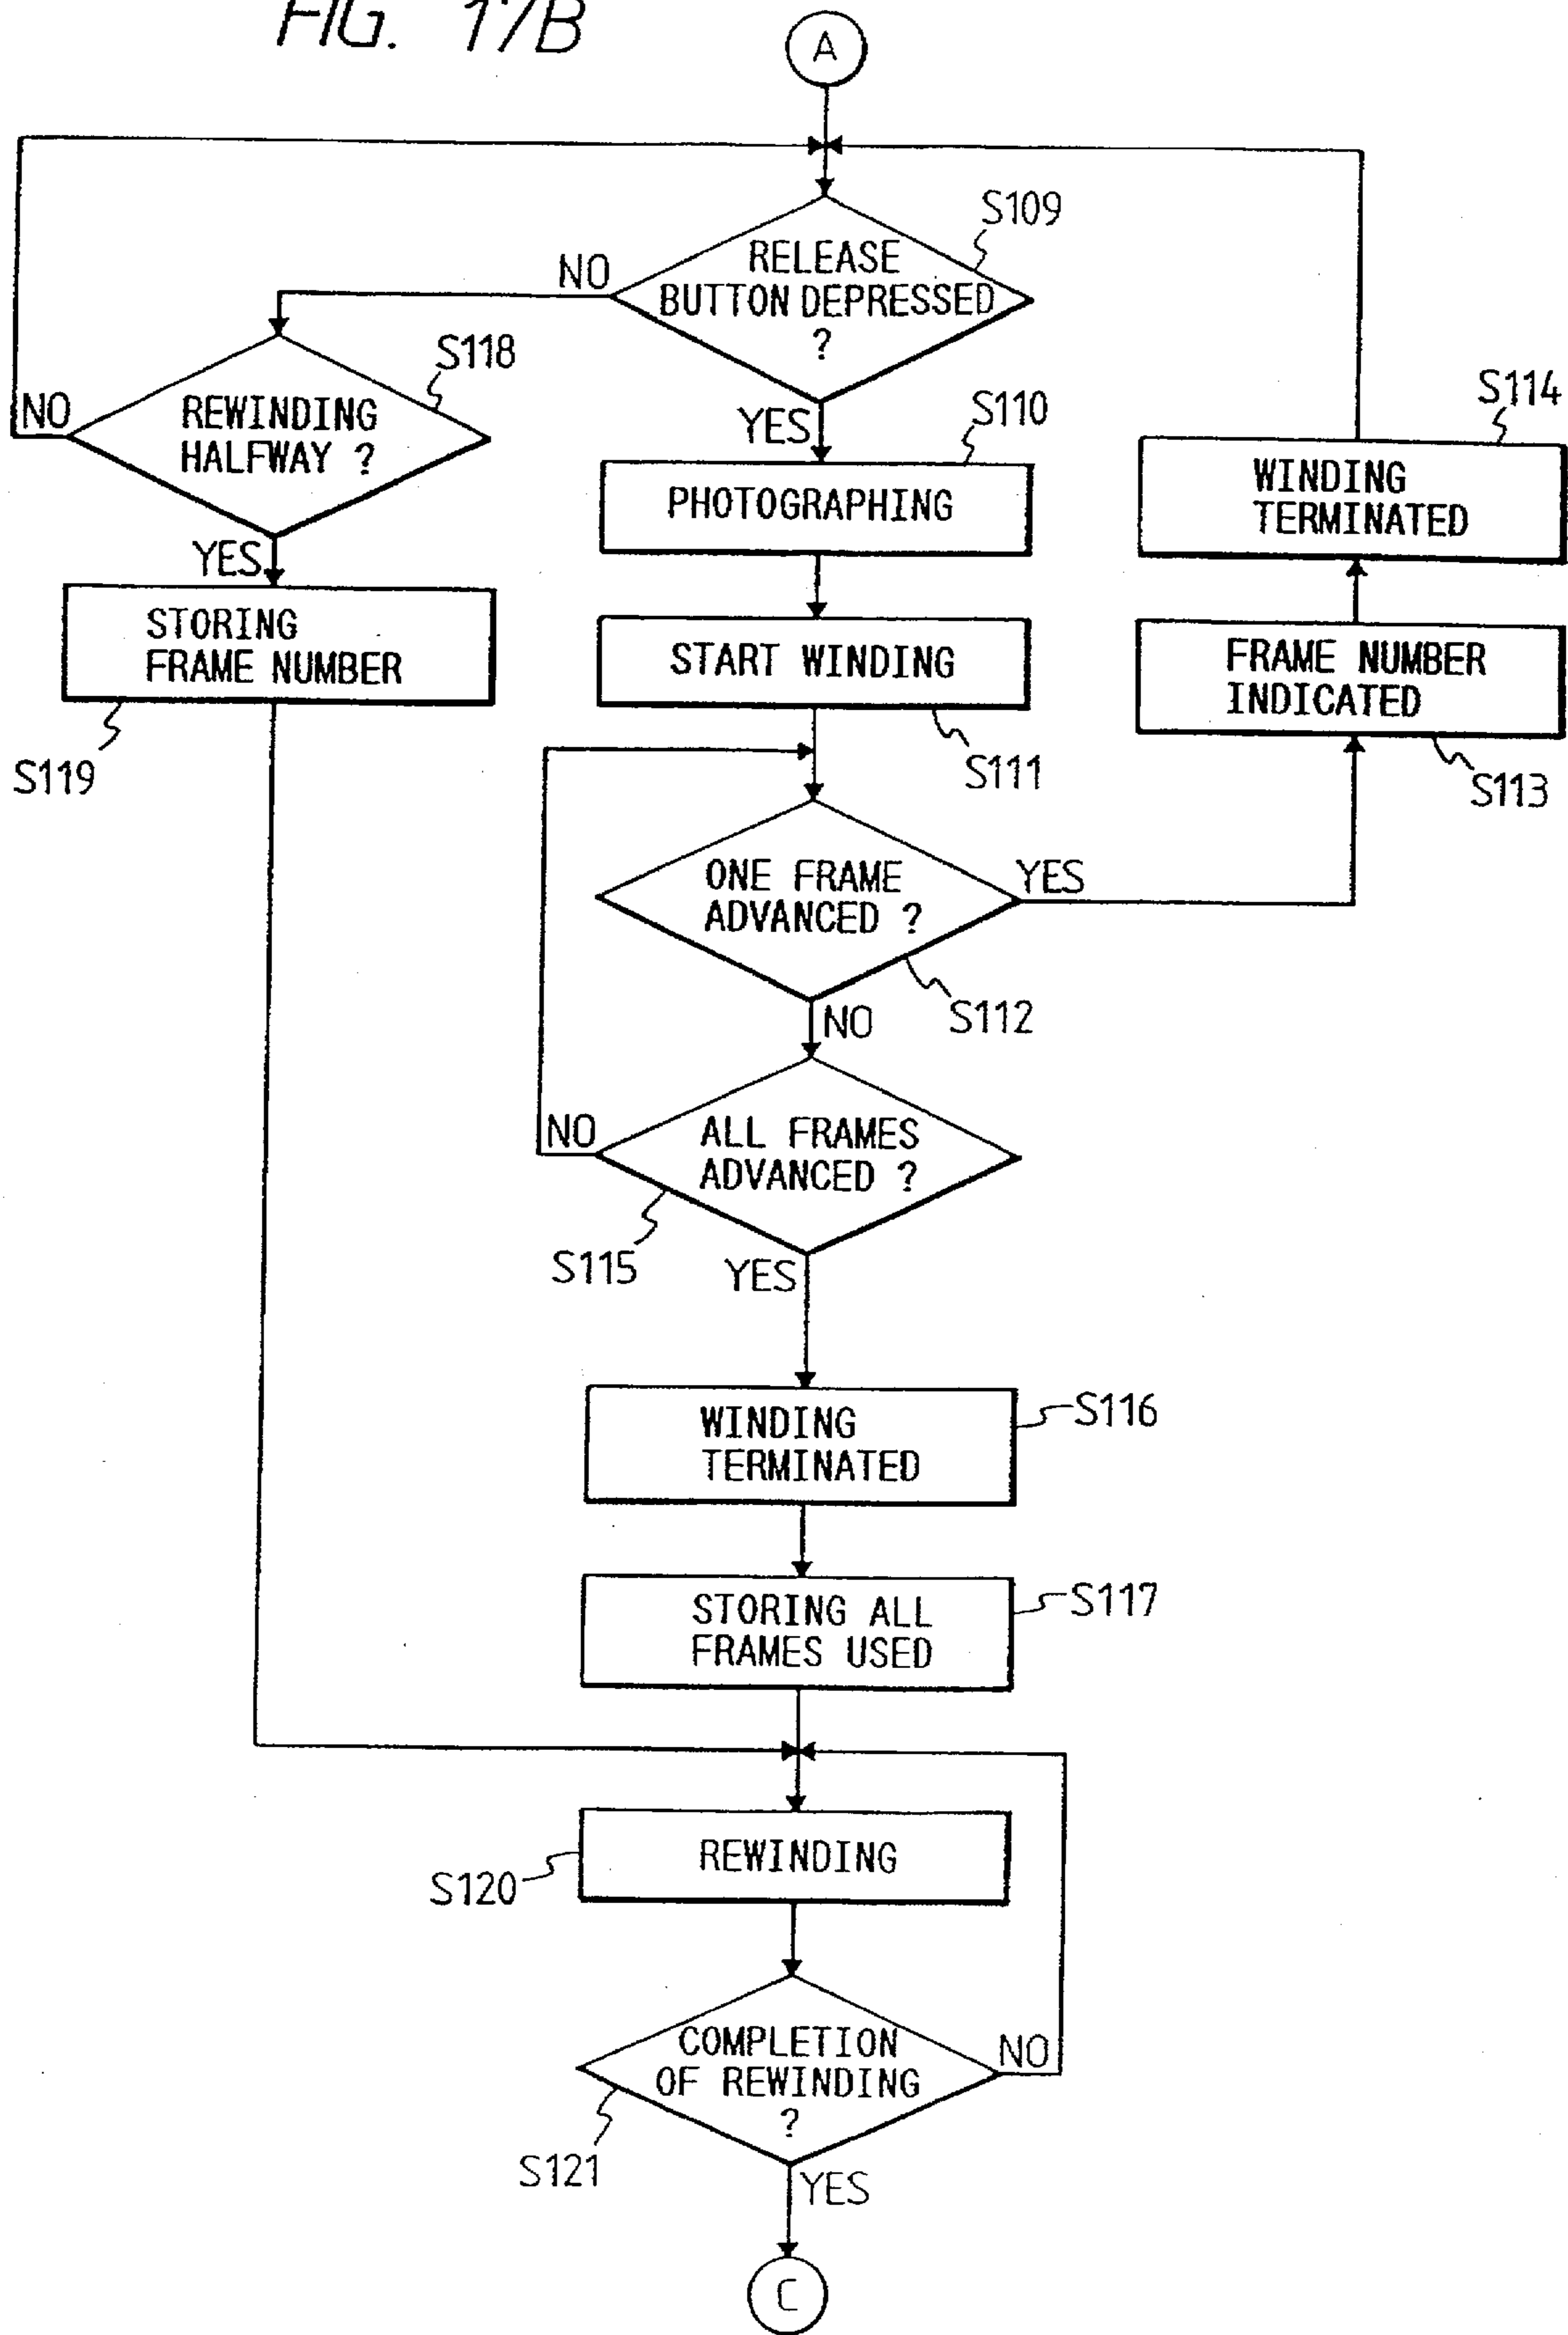 FIG. 17B
A
S109
RELEASE
BUTTON DEPRESSED
?
NO
YES
S118
REWINDING
HALFWAY ?
NO
YES
S110
PHOTOGRAPHING
S114
WINDING
TERMINATED
STORING
FRAME NUMBER
S119
START WINDING
S111
FRAME NUMBER
INDICATED
S113
ONE FRAME
ADVANCED ?
YES
S112
NO
ALL FRAMES
ADVANCED ?
NO
S115
YES
WINDING
TERMINATED
S116
STORING ALL
FRAMES USED
S117
REWINDING
S120
COMPLETION
OF REWINDING
?
NO
S121
YES
C